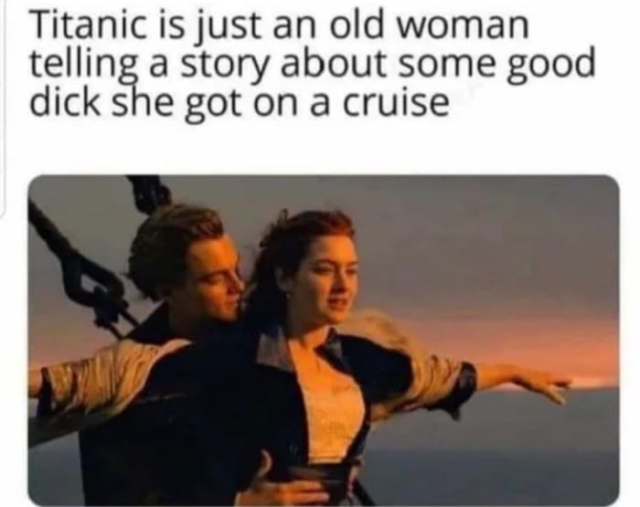 Titanic is just an old woman
telling a story about some good
dick she got on a cruise